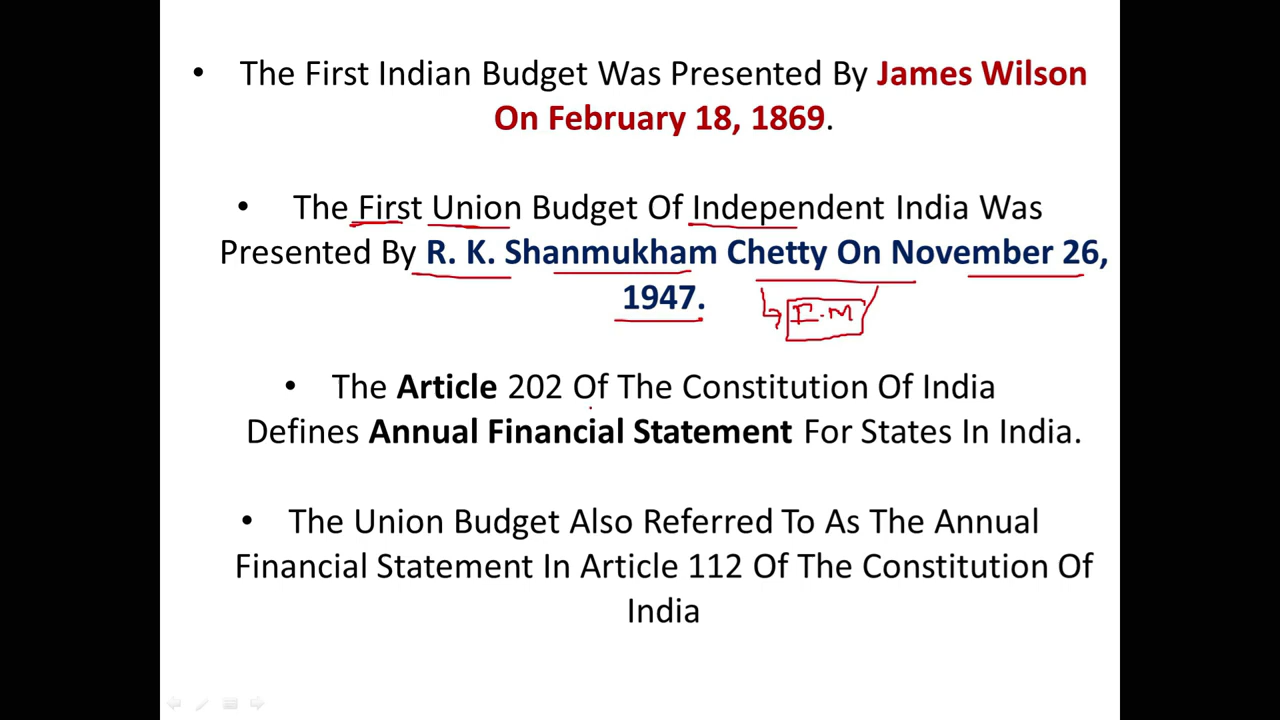 • The First Indian Budget Was Presented By James Wilson
On February 18, 1869.
• The First Union Budget Of Independent India Was
Presented By R. K. Shanmukham Chetty On November 26,
1947.
F.M
• The Article 202 Of The Constitution Of India
Defines Annual Financial Statement For States In India.
• The Union Budget Also Referred To As The Annual
Financial Statement In Article 112 Of The Constitution Of
India